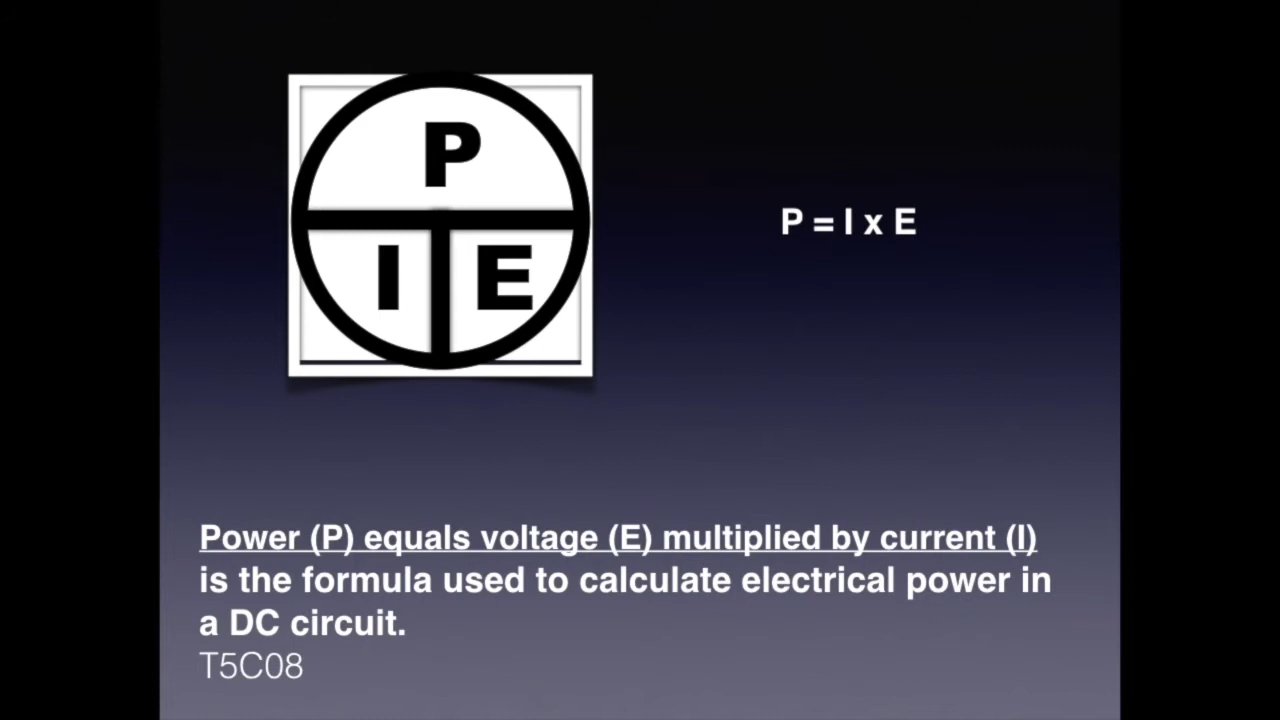 P
I E
P = I x E
Power (P) equals voltage (E) multiplied by current (I)
is the formula used to calculate electrical power in
a DC circuit.
T5C08